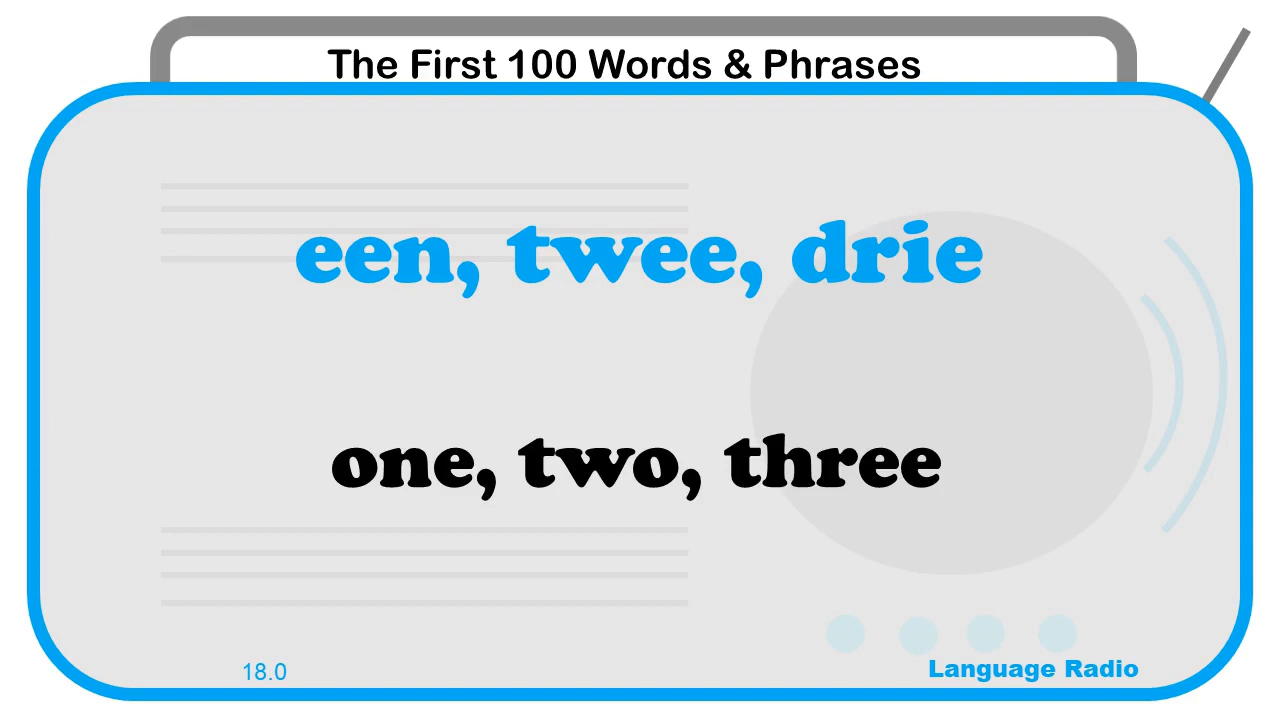 The First 100 Words & Phrases
een, twee, drie
one, two, three
18.0
Language Radio